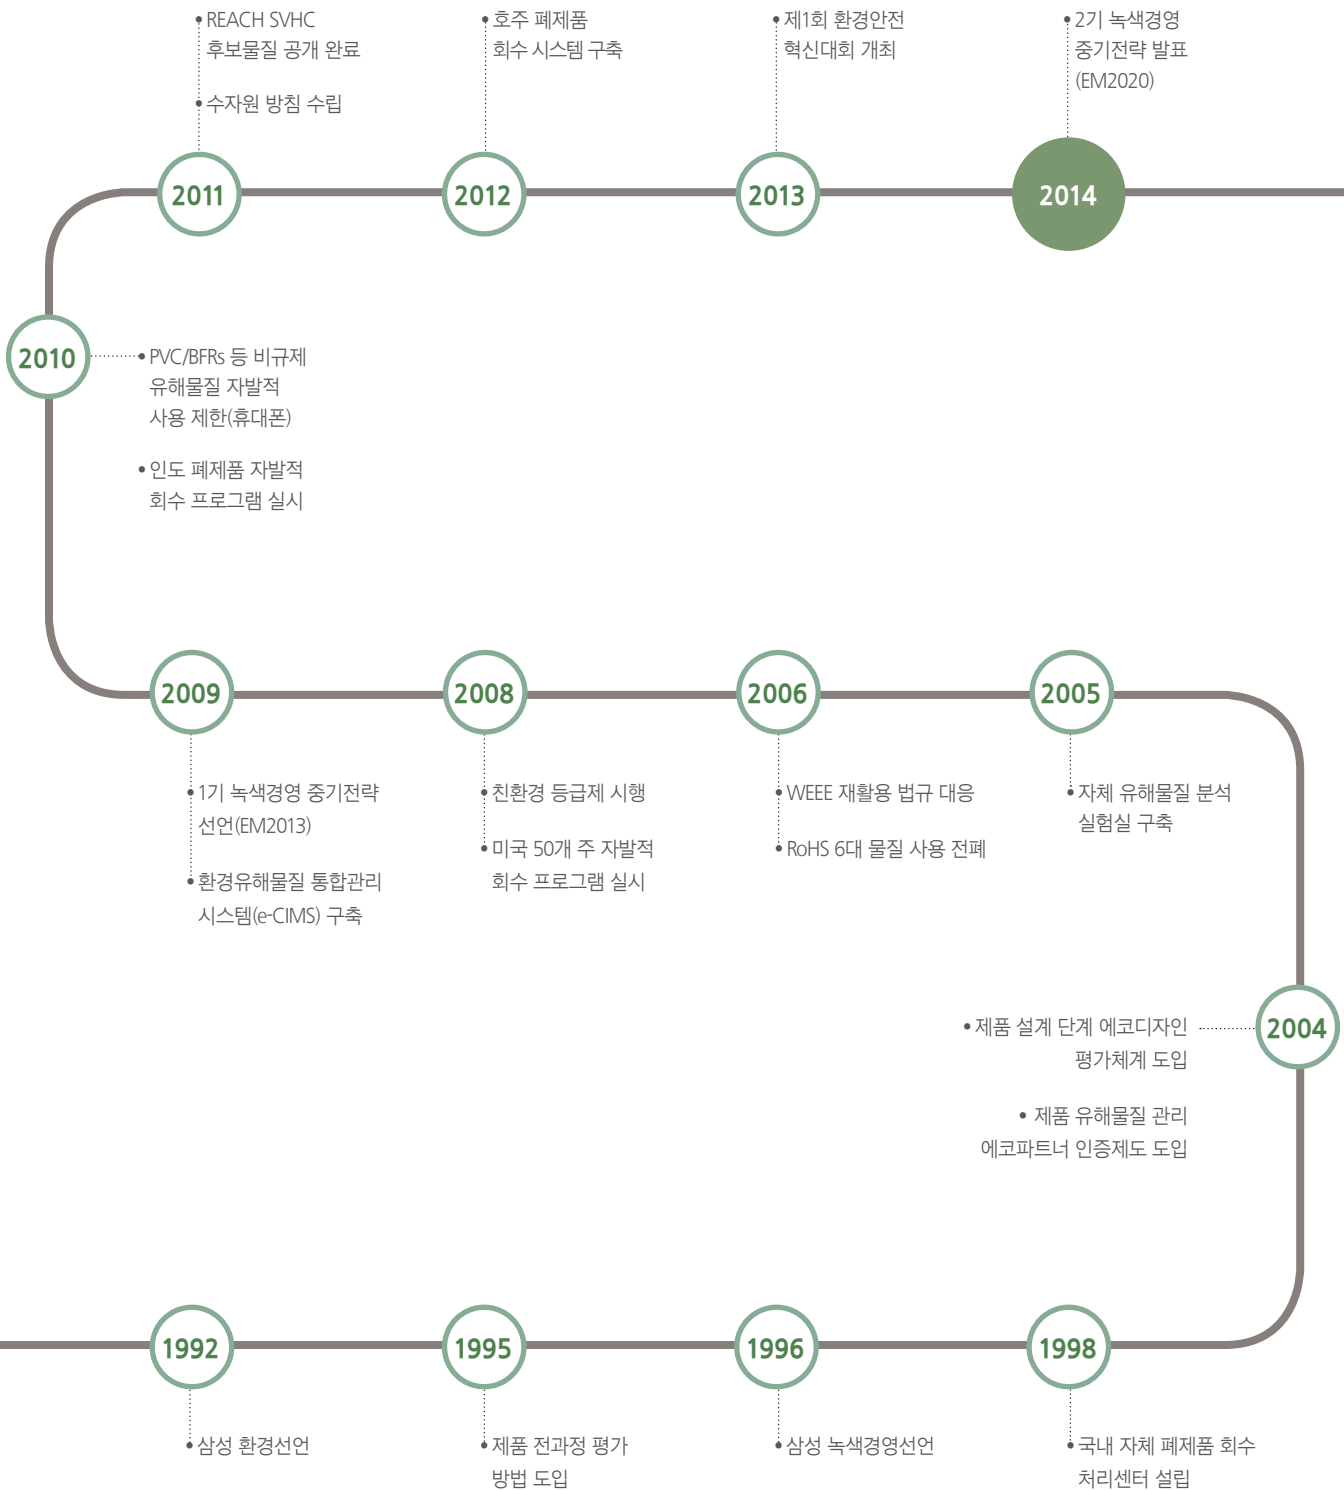 REACH SVHC
후보물질 공개 완료
수자원 방침 수립
호주 폐제품
회수 시스템 구축
제1회 환경안전
혁신대회 개최
2기 녹색경영
중기전략 발표
(EM2020)
2011
2012
2013
2014
2010
PVC/BFRs 등 비규제
유해물질 자발적
사용 제한(휴대폰)
인도 폐제품 자발적
회수 프로그램 실시
2009
2008
2006
2005
1기 녹색경영 중기전략
선언(EM2013)
환경유해물질 통합관리
시스템(e-CIMS) 구축
친환경 등급제 시행
미국 50개 주 자발적
회수 프로그램 실시
WEEE 재활용 법규 대응
RoHS 6대 물질 사용 전폐
자체 유해물질 분석
실험실 구축
2004
제품 설계 단계 에코디자인
평가체계 도입
제품 유해물질 관리
에코파트너 인증제도 도입
1992
1995
1996
1998
삼성 환경선언
제품 전과정 평가
방법 도입
삼성 녹색경영선언
국내 자체 폐제품 회수
처리센터 설립